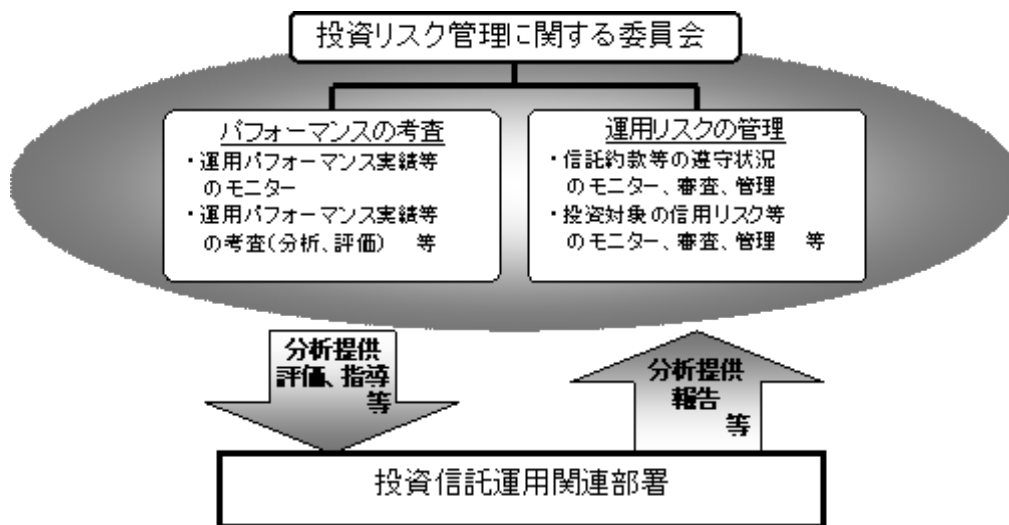 投資リスク管理に関する委員会
パフォーマンスの考査
・運用パフォーマンス実績等
のモニター
・運用パフォーマンス実績等
の考査(分析、評価) 等
運用リスクの管理
・信託約款等の遵守状況
のモニター、審査、管理
・投資対象の信用リスク等
のモニター、審査、管理 等
分析提供
評価、指導
等
分析提供
報告
等
投資信託運用関連部署